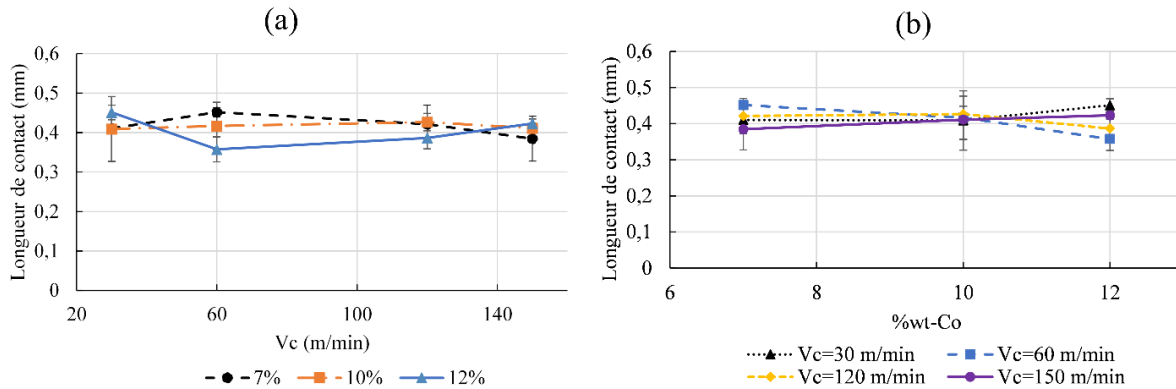 (a)
Longueur de contact (mm)
0,6
0,5
0,4
0,3
0,2
0,1
0
20 60 100 140
Vc (m/min)
7% 10% 12%
(b)
Longueur de contact (mm)
0,6
0,5
0,4
0,3
0,2
0,1
0
6 8 10 12
%wt-Co
Vc=30 m/min Vc=60 m/min
Vc=120 m/min Vc=150 m/min